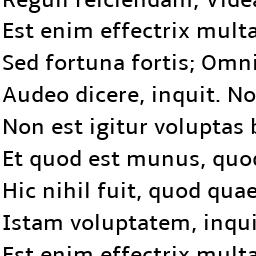 Reguli reiciendam, Videa
Est enim effectrix multa
Sed fortuna fortis; Omni
Audeo dicere, inquit. No
Non est igitur voluptas b
Et quod est munus, quod
Hic nihil fuit, quod quae
Istam voluptatem, inqui
Est enim effectrix multa